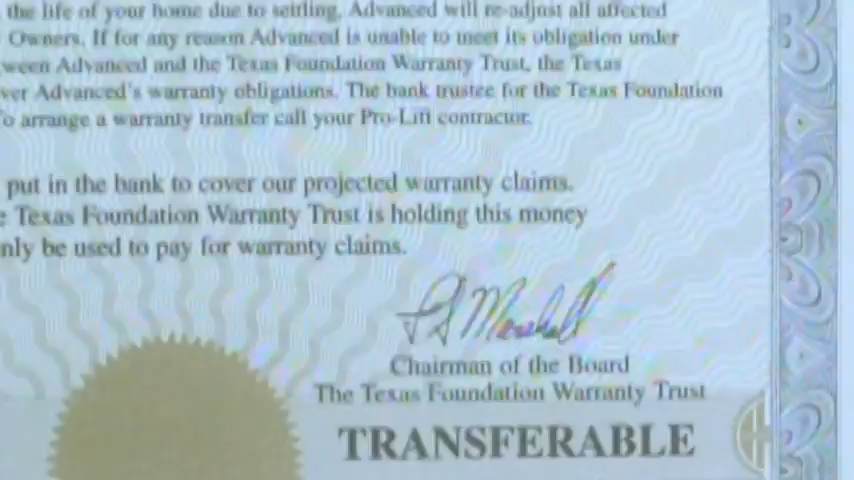 the life of your home due to settling, Advanced will re-adjust all affected
Owners. If for any reason Advanced is unable to meet its obligation under
ween Advanced and the Texas Foundation Warranty Trust, the Texas
ver Advanced's warranty obligations. The bank trustee for the Texas Foundation
o arrange a warranty transfer call your Pro-Lift contractor.
put in the bank to cover our projected warranty claims.
e Texas Foundation Warranty Trust is holding this money
nly be used to pay for warranty claims.
Marshall
Chairman of the Board
The Texas Foundation Warranty Trust
TRANSFERABLE